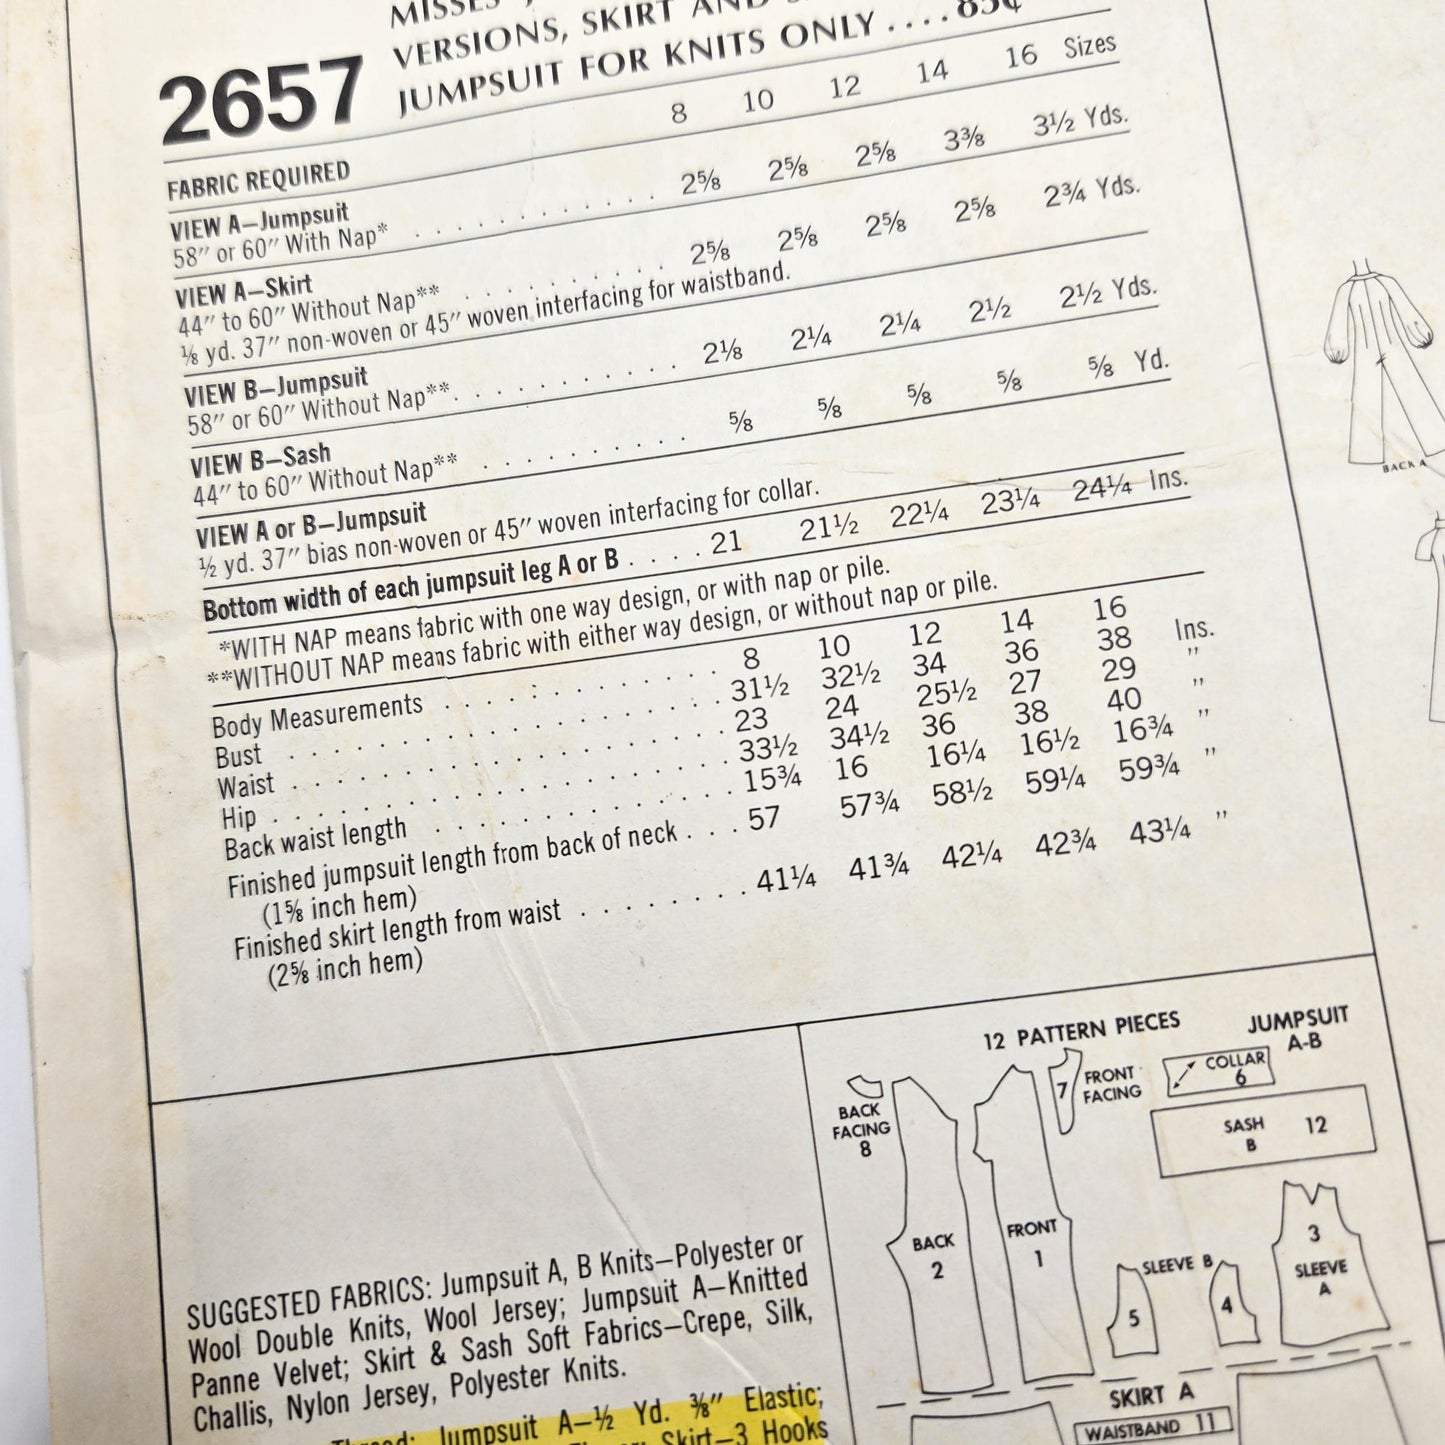 MISSES'
VERSIONS, SKIRT AND
2657 JUMPSUIT FOR KNITS ONLY .... 85¢
8 10 12 14 16 Sizes
FABRIC REQUIRED
VIEW A—Jumpsuit
58" or 60" With Nap* . . . . . . . . . . 2⅝ 2⅝ 2⅝ 3⅜ 3½ Yds.
VIEW A—Skirt
44" to 60" Without Nap** . . . . . . . . . 2⅝ 2⅝ 2⅝ 2⅝ 2¾ Yds.
⅛ yd. 37" non-woven or 45" woven interfacing for waistband.
VIEW B—Jumpsuit
58" or 60" Without Nap**. . . . . . . . . . 2⅛ 2¼ 2¼ 2½ 2½ Yds.
VIEW B—Sash
44" to 60" Without Nap** . . . . . . . . . ⅝ ⅝ ⅝ ⅝ ⅝ Yd.
VIEW A or B—Jumpsuit
½ yd. 37" bias non-woven or 45" woven interfacing for collar.
Bottom width of each jumpsuit leg A or B . . . . 21 21½ 22¼ 23¼ 24¼ Ins.
*WITH NAP means fabric with one way design, or with nap or pile.
**WITHOUT NAP means fabric with either way design, or without nap or pile.
Body Measurements . . . . . . . . . . 8 10 12 14 16
Bust . . . . . . . . . . 31½ 32½ 34 36 38 Ins.
Waist . . . . . . . . . . 23 24 25½ 27 29 "
Hip . . . . . . . . . . 33½ 34½ 36 38 40 "
Back waist length . . . . . . . . . . 15¾ 16 16¼ 16½ 16¾ "
Finished jumpsuit length from back of neck . . . 57 57¾ 58½ 59¼ 59¾ "
(1⅝ inch hem)
Finished skirt length from waist . . . . . . . 41¼ 41¾ 42¼ 42¾ 43¼ "
(2⅝ inch hem)
BACK A
12 PATTERN PIECES
JUMPSUIT
A-B
BACK
FACING
8
7
FRONT
FACING
COLLAR
6
SASH
B
12
BACK
2
FRONT
1
SLEEVE B
5
4
3
SLEEVE
A
SKIRT A
WAISTBAND 11
SUGGESTED FABRICS: Jumpsuit A, B Knits—Polyester or
Wool Double Knits, Wool Jersey; Jumpsuit A—Knitted
Panne Velvet; Skirt & Sash Soft Fabrics—Crepe, Silk,
Challis, Nylon Jersey, Polyester Knits.
Thread; Jumpsuit A—½ Yd. ⅜" Elastic;
Skirt—3 Hooks